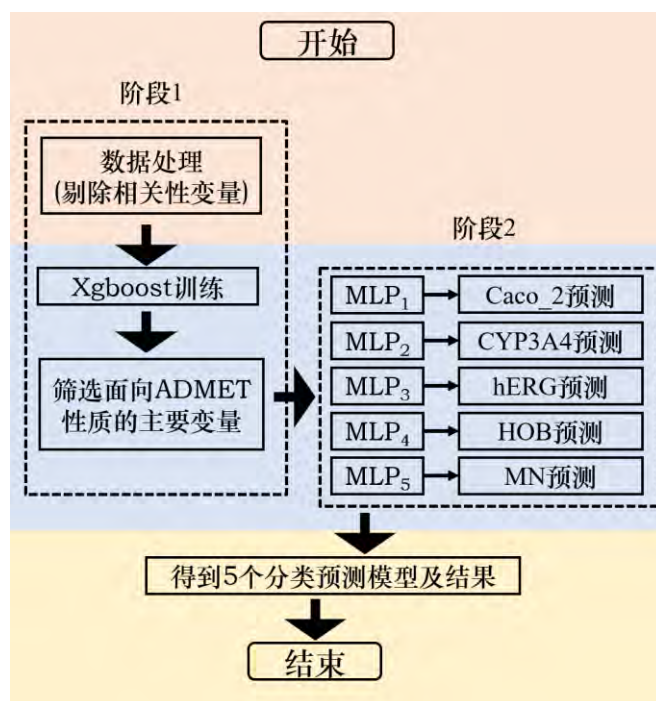 开始
阶段1
数据处理
(剔除相关性变量)
Xgboost训练
筛选面向ADMET
性质的主要变量
阶段2
MLP₁ Caco_2预测
MLP₂ CYP3A4预测
MLP₃ hERG预测
MLP₄ HOB预测
MLP₅ MN预测
得到5个分类预测模型及结果
结束